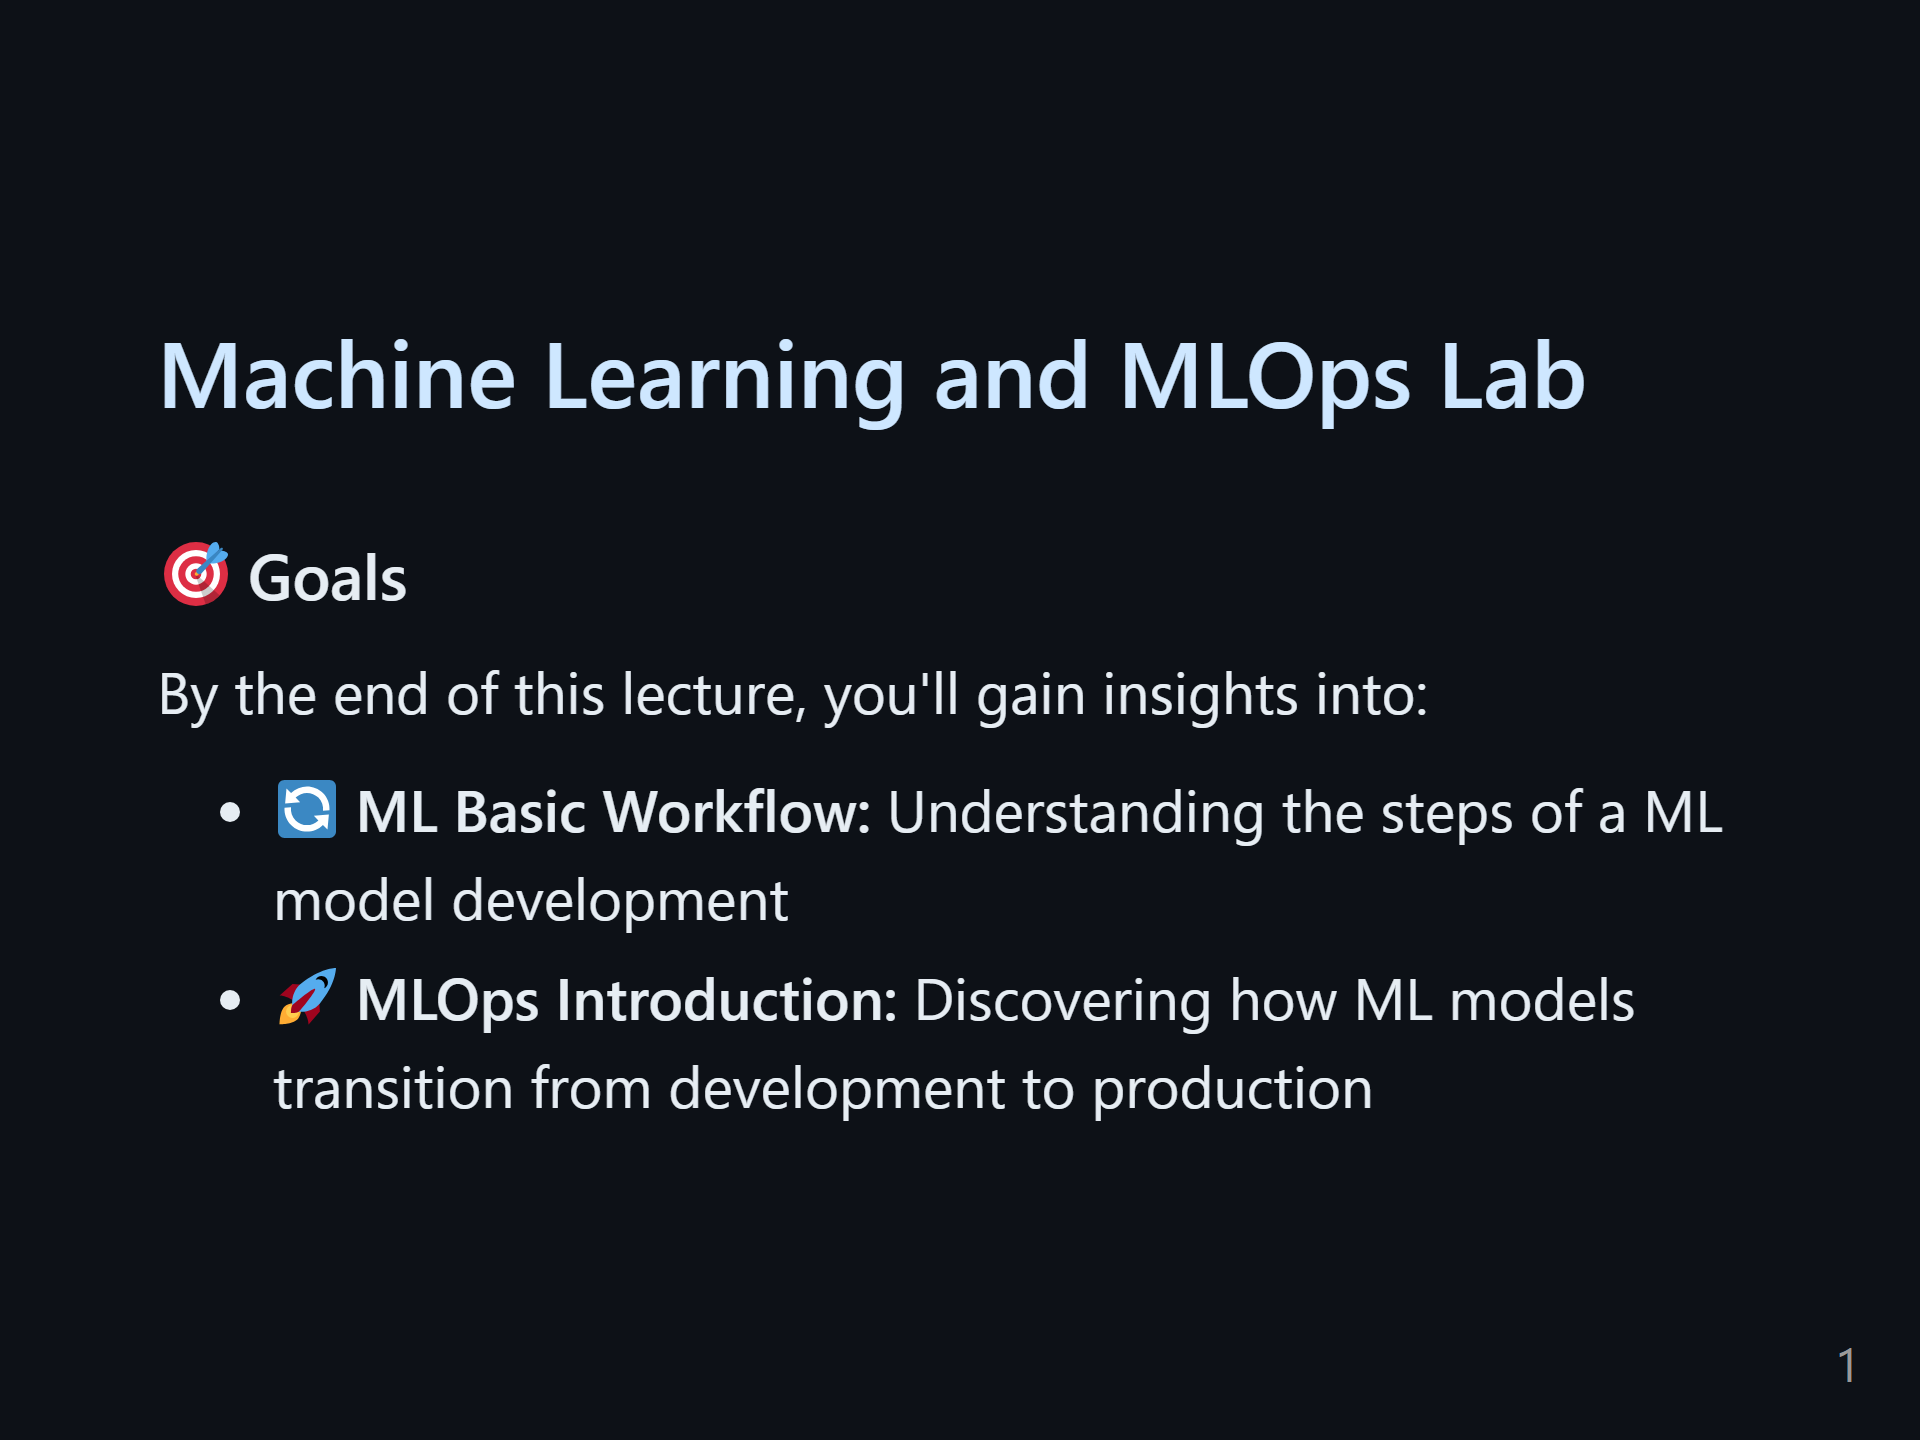 Machine Learning and MLOps Lab
Goals
By the end of this lecture, you'll gain insights into:
ML Basic Workflow: Understanding the steps of a ML
model development
MLOps Introduction: Discovering how ML models
transition from development to production
1